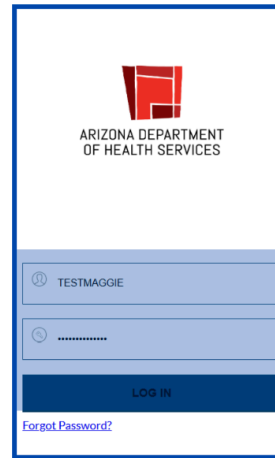 ARIZONA DEPARTMENT
OF HEALTH SERVICES
TESTMAGGIE
•••••••••••••
LOG IN
Forgot Password?